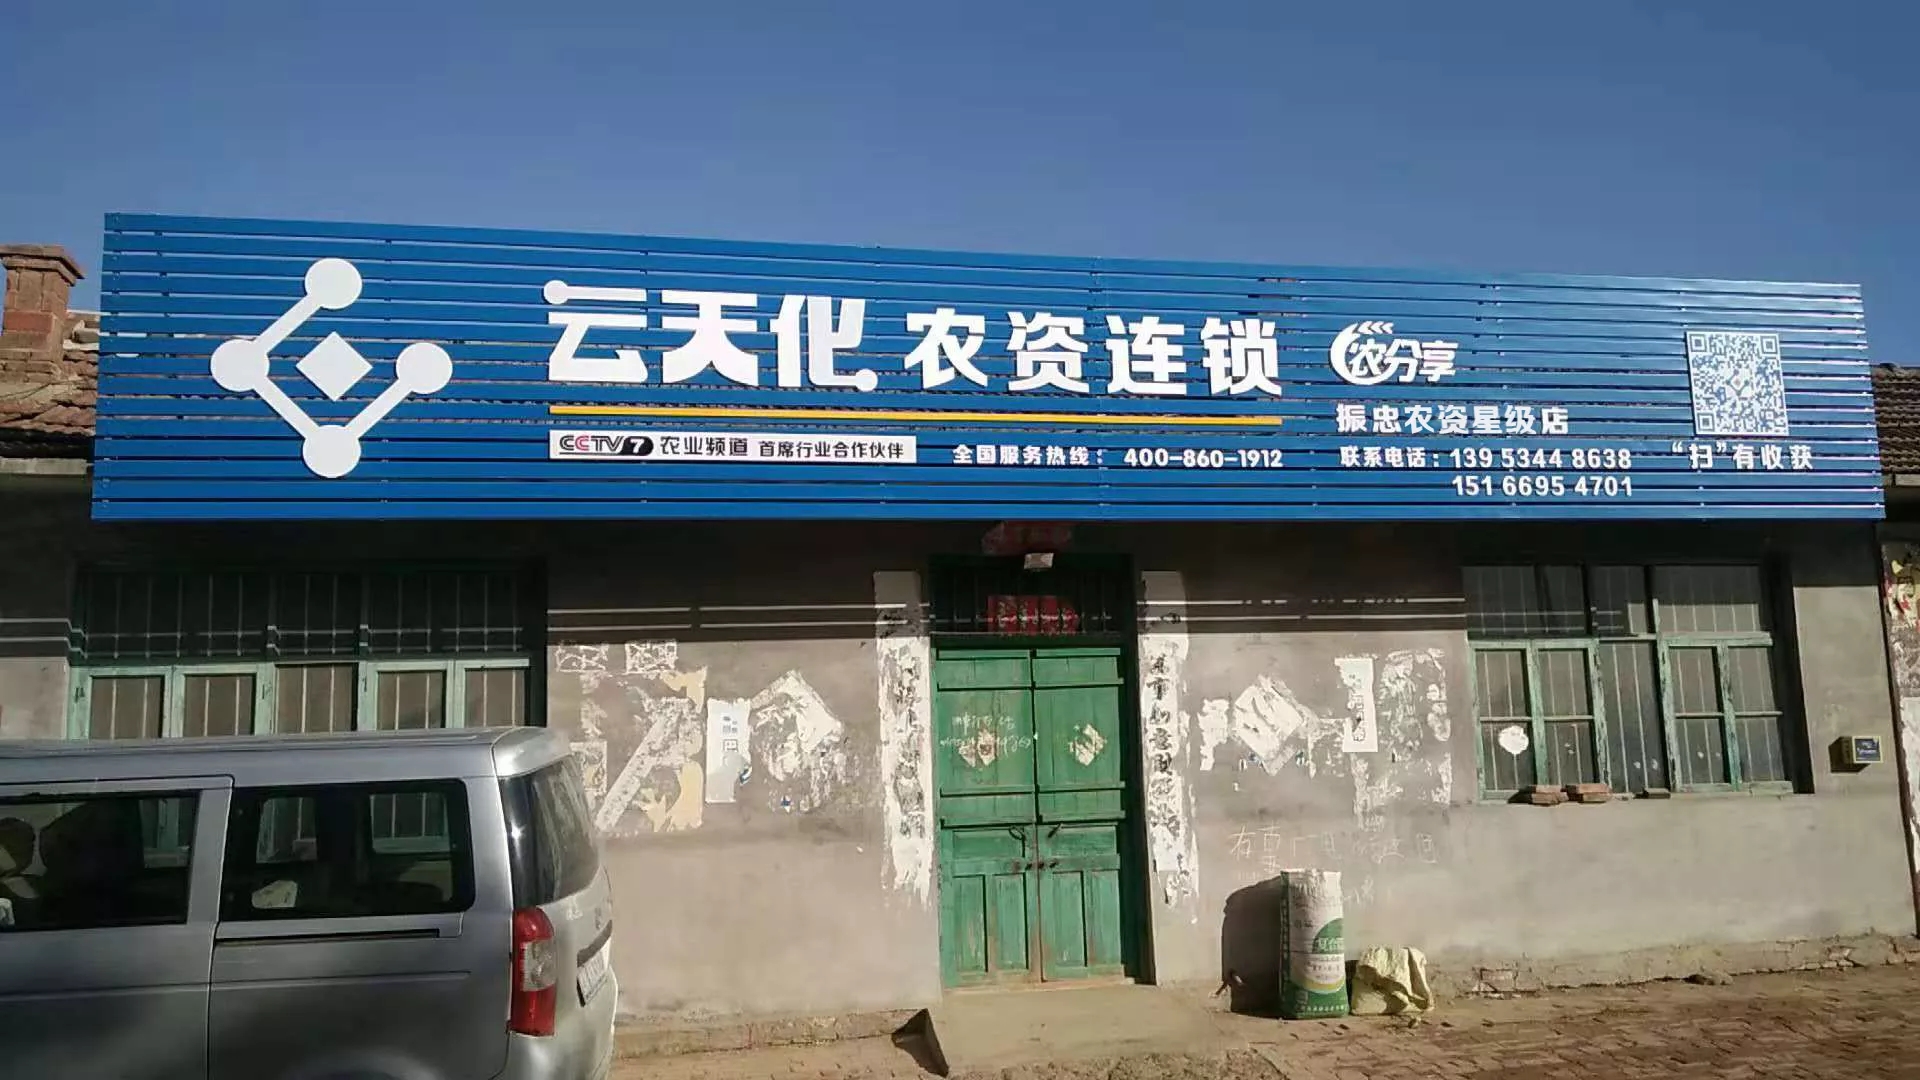 云天化 农资连锁 农分享
振忠农资星级店
CCTV 7 农业频道 首席行业合作伙伴 全国服务热线：400-860-1912 联系电话：139 5344 8638 “扫”有收获
151 6695 4701